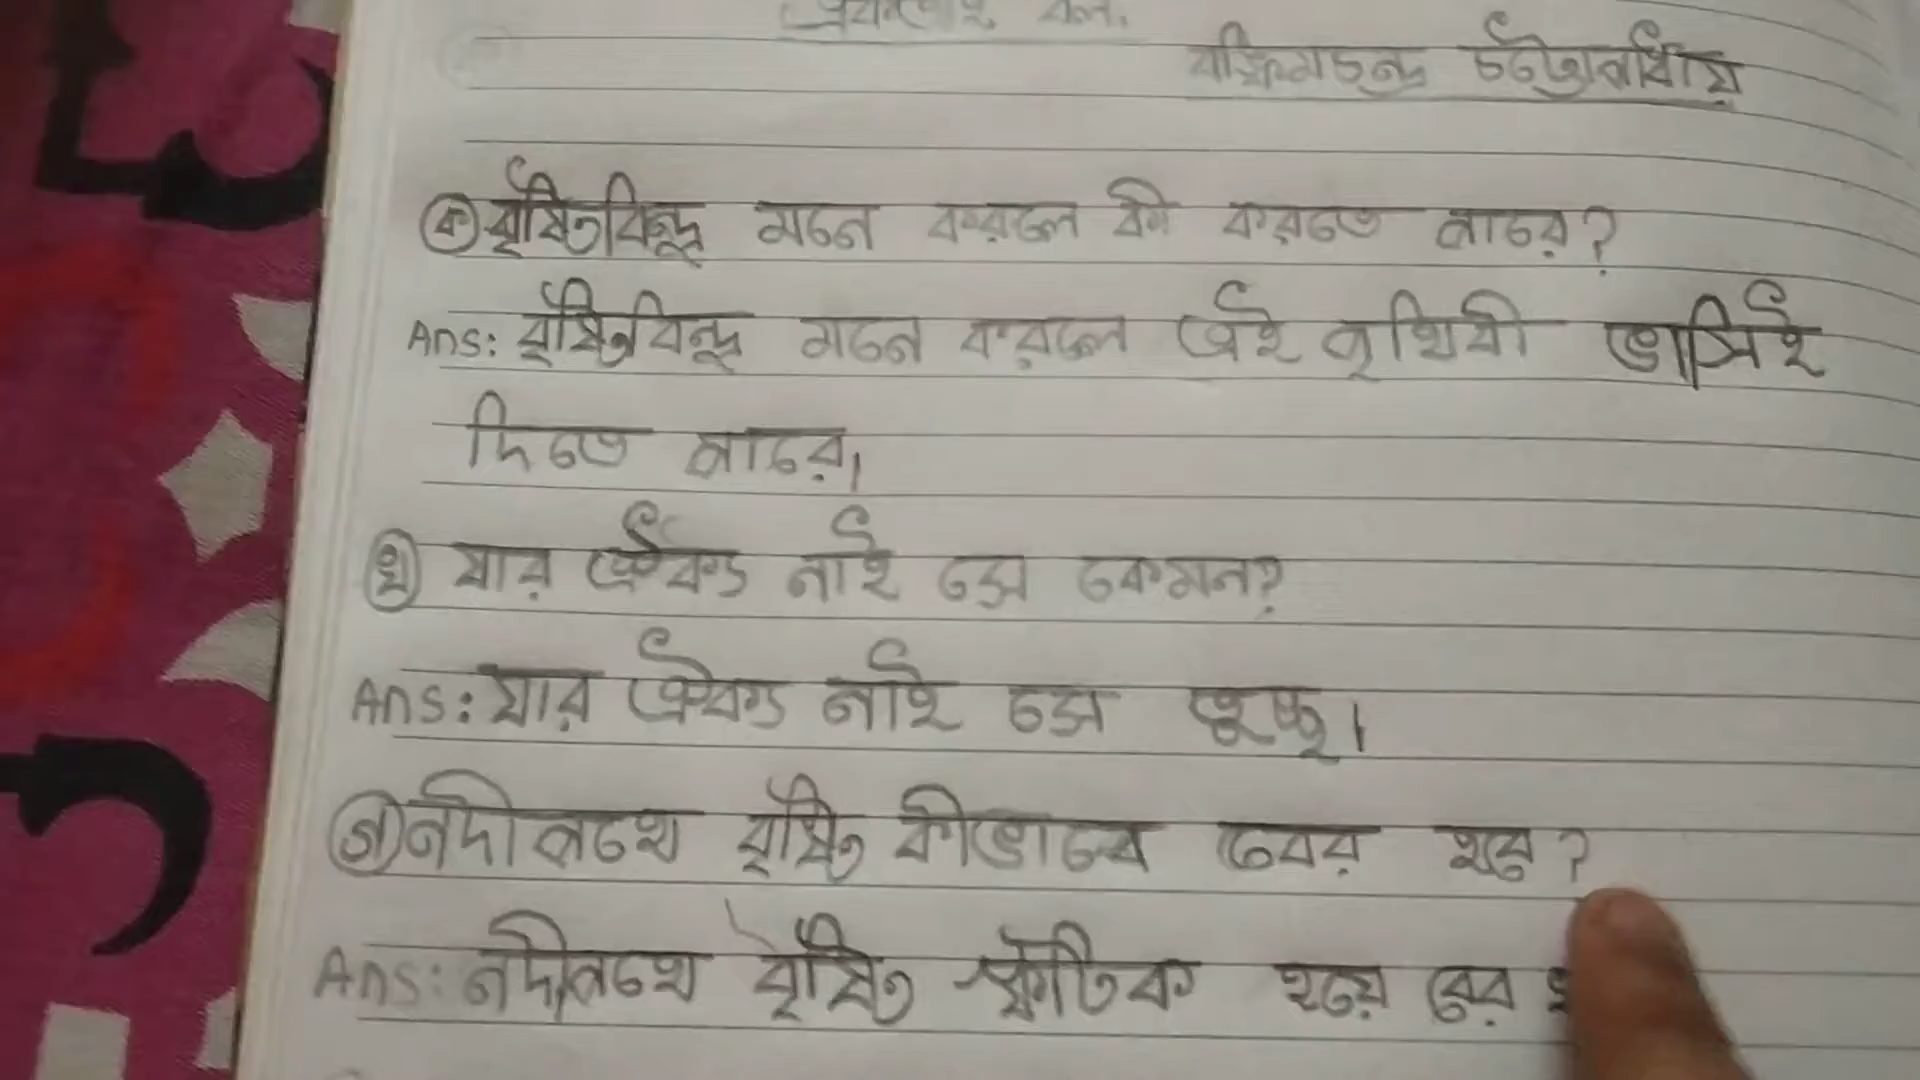 বঙ্কিমচন্দ্র চট্টোপাধ্যায়
ক) বৃষ্টিবিন্দু মনে করলে কী করতে পারে?
Ans: বৃষ্টিবিন্দু মনে করলে এই পৃথিবী ভাসিই
দিতে পারে।
খ) যার ঐক্য নাই সে কেমন?
Ans: যার ঐক্য নাই সে তুচ্ছ।
গ) নদীপথে বৃষ্টি কীভাবে বের হবে?
Ans: নদীপথে বৃষ্টি স্ফটিক হয়ে বের